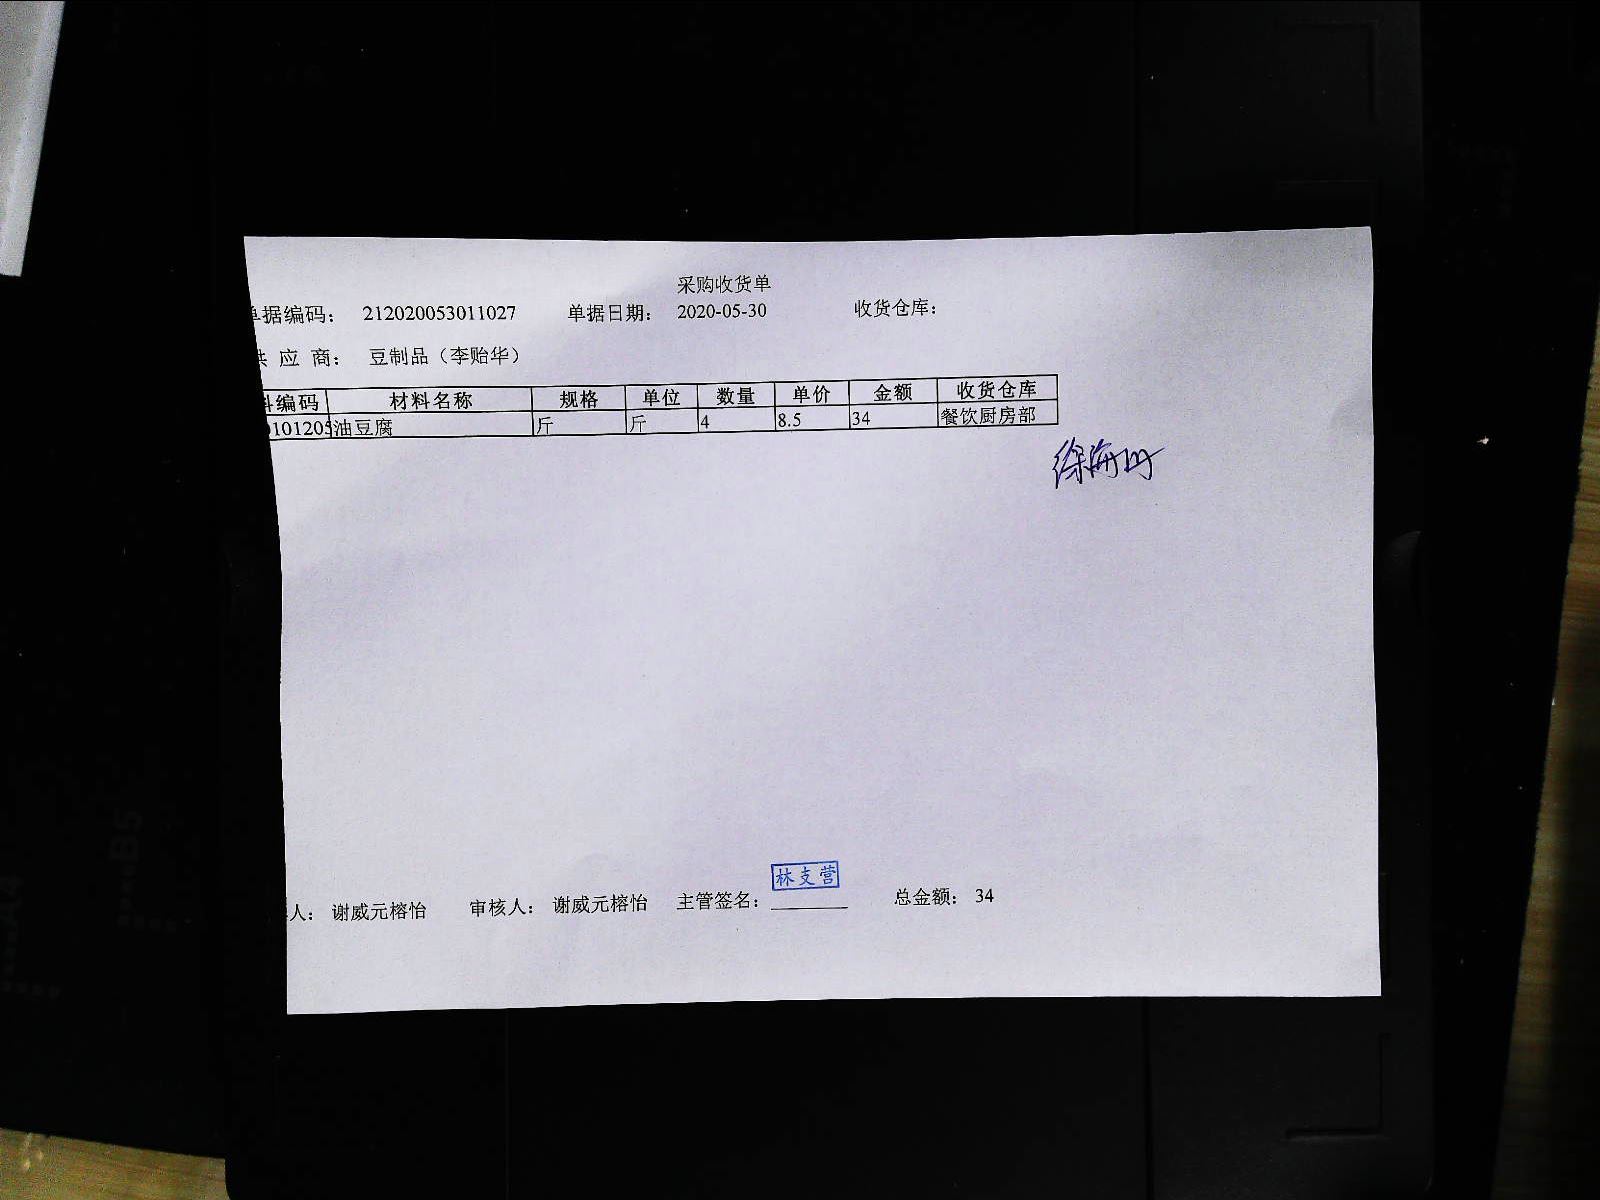 采购收货单
单据编码： 212020053011027 单据日期： 2020-05-30 收货仓库：
供 应 商： 豆制品（李贻华）
料编码 材料名称 规格 单位 数量 单价 金额 收货仓库
0101205 油豆腐 斤 斤 4 8.5 34 餐饮厨房部
林支营
人： 谢威元榕怡 审核人： 谢威元榕怡 主管签名： 总金额： 34